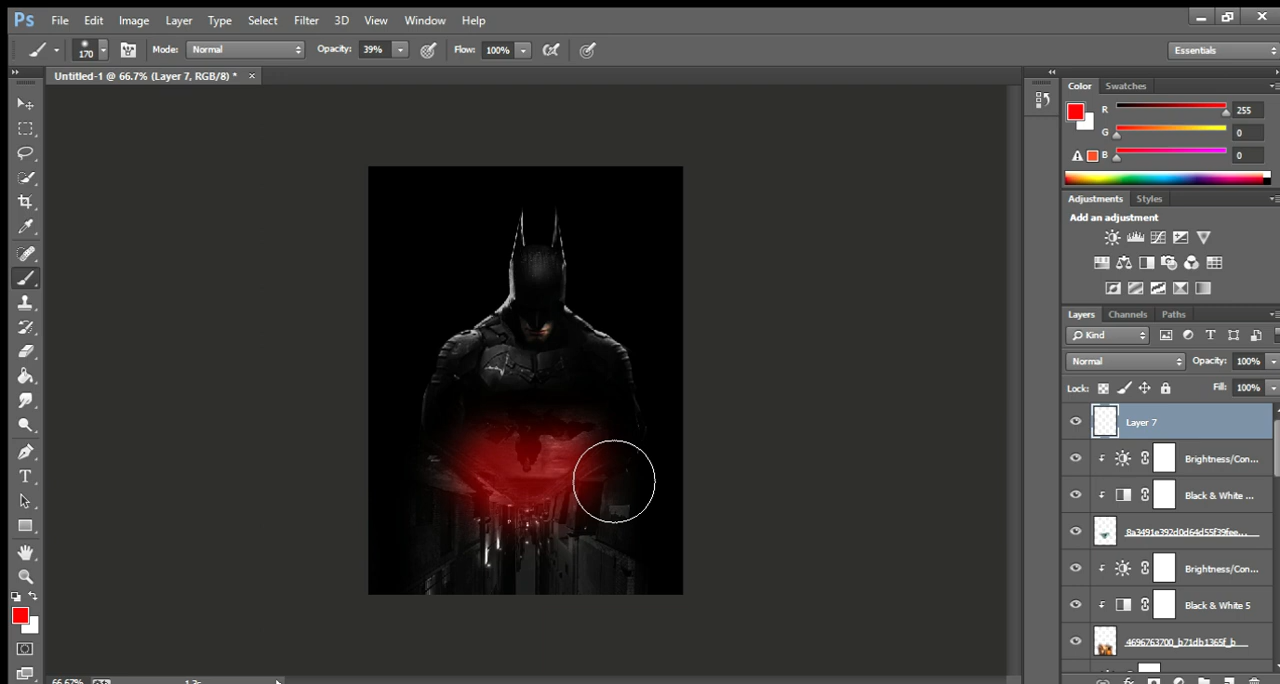 Ps File Edit Image Layer Type Select Filter 3D View Window Help
170 Mode: Normal Opacity: 39% Flow: 100% Essentials
Untitled-1 @ 66.7% (Layer 7, RGB/8) * ×
Color Swatches
R 255
G 0
B 0
Adjustments Styles
Add an adjustment
Layers Channels Paths
Kind
Normal Opacity: 100%
Lock: Fill: 100%
Layer 7
Brightness/Con...
Black & White ...
8a3491e392d0d64d55f39fee...
Brightness/Con...
Black & White 5
4696763700_b71db1365f_b
66.67%